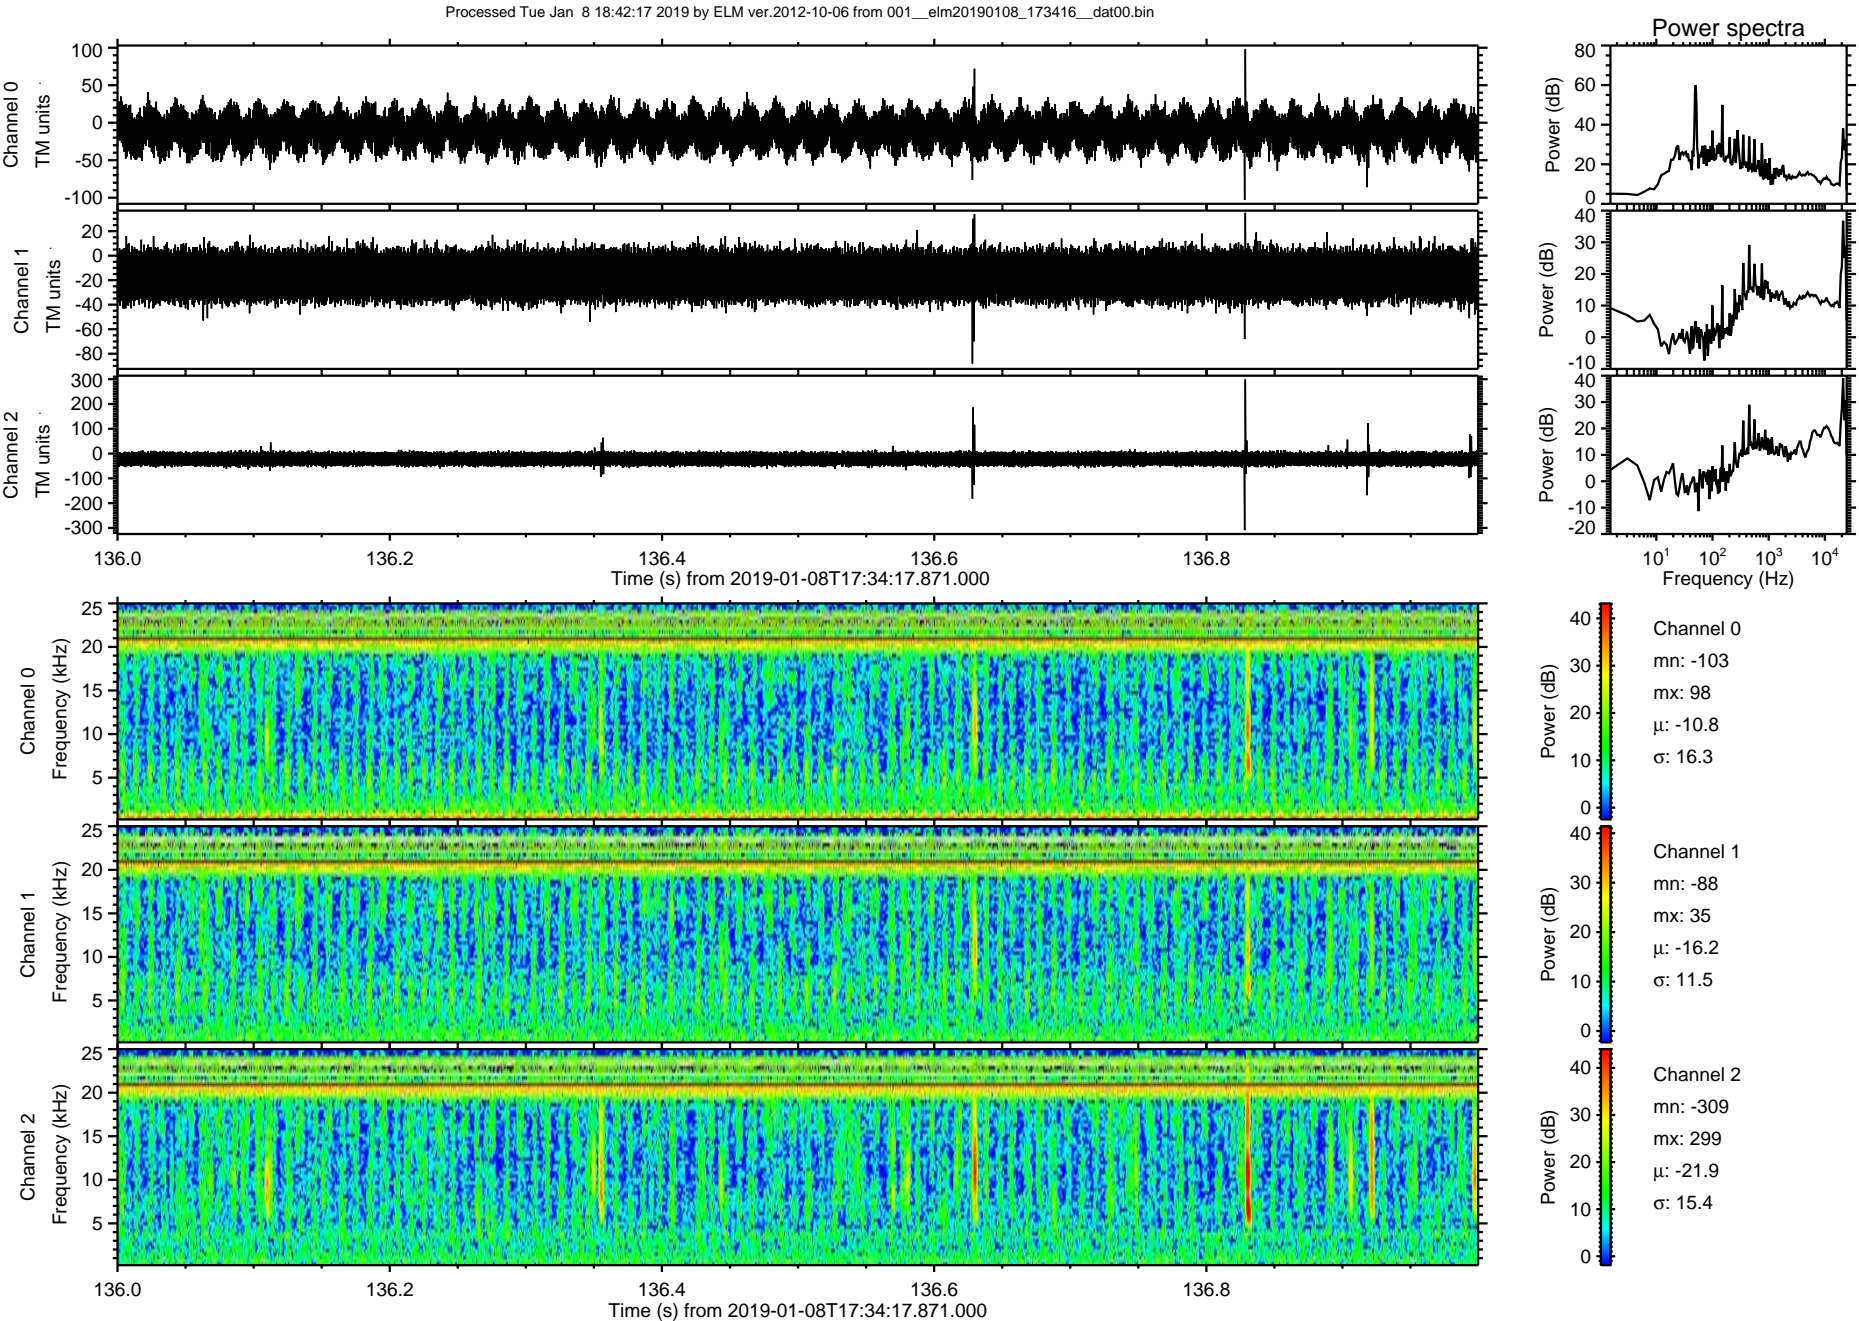 Processed Tue Jan  8 18:42:17 2019 by ELM ver.2012-10-06 from 001__elm20190108_173416__dat00.bin
Power spectra
Channel 0
TM units
100
50
0
-50
-100
Power (dB)
80
60
40
20
0
Channel 1
TM units
20
0
-20
-40
-60
-80
Power (dB)
40
30
20
10
0
-10
Channel 2
TM units
300
200
100
0
-100
-200
-300
Power (dB)
40
30
20
10
0
-10
-20
136.0 136.2 136.4 136.6 136.8
Time (s) from 2019-01-08T17:34:17.871.000
10^1 10^2 10^3 10^4
Frequency (Hz)
Channel 0
Frequency (kHz)
25
20
15
10
5
Power (dB)
40
30
20
10
0
Channel 0
mn: -103
mx: 98
μ: -10.8
σ: 16.3
Channel 1
Frequency (kHz)
25
20
15
10
5
Power (dB)
40
30
20
10
0
Channel 1
mn: -88
mx: 35
μ: -16.2
σ: 11.5
Channel 2
Frequency (kHz)
25
20
15
10
5
Power (dB)
40
30
20
10
0
Channel 2
mn: -309
mx: 299
μ: -21.9
σ: 15.4
136.0 136.2 136.4 136.6 136.8
Time (s) from 2019-01-08T17:34:17.871.000